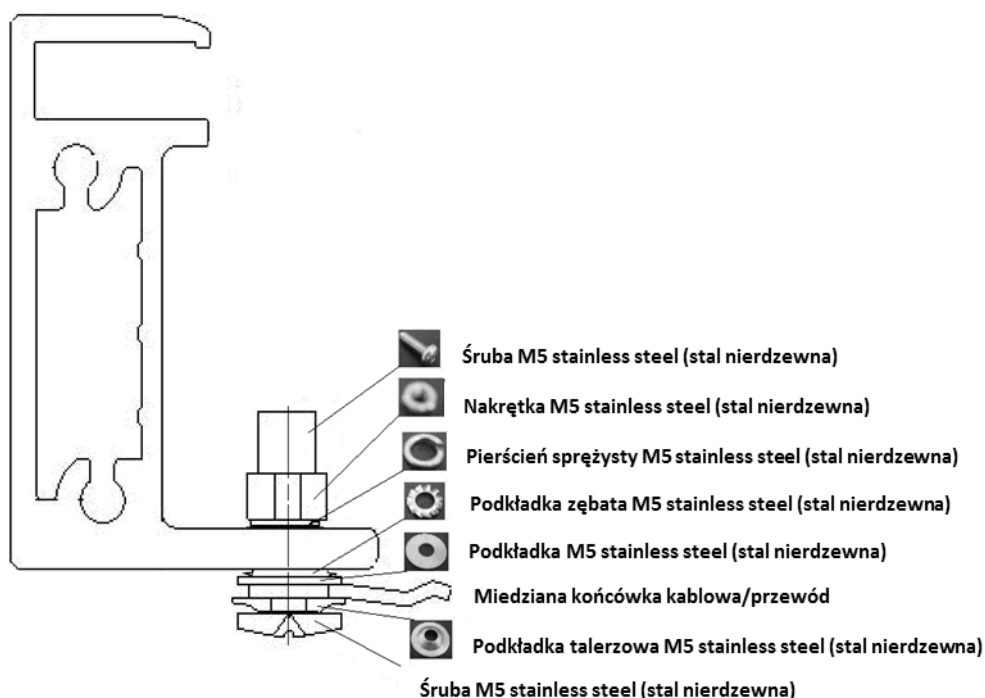 Śruba M5 stainless steel (stal nierdzewna)
Nakrętka M5 stainless steel (stal nierdzewna)
Pierścień sprężysty M5 stainless steel (stal nierdzewna)
Podkładka zębata M5 stainless steel (stal nierdzewna)
Podkładka M5 stainless steel (stal nierdzewna)
Miedziana końcówka kablowa/przewód
Podkładka talerzowa M5 stainless steel (stal nierdzewna)
Śruba M5 stainless steel (stal nierdzewna)